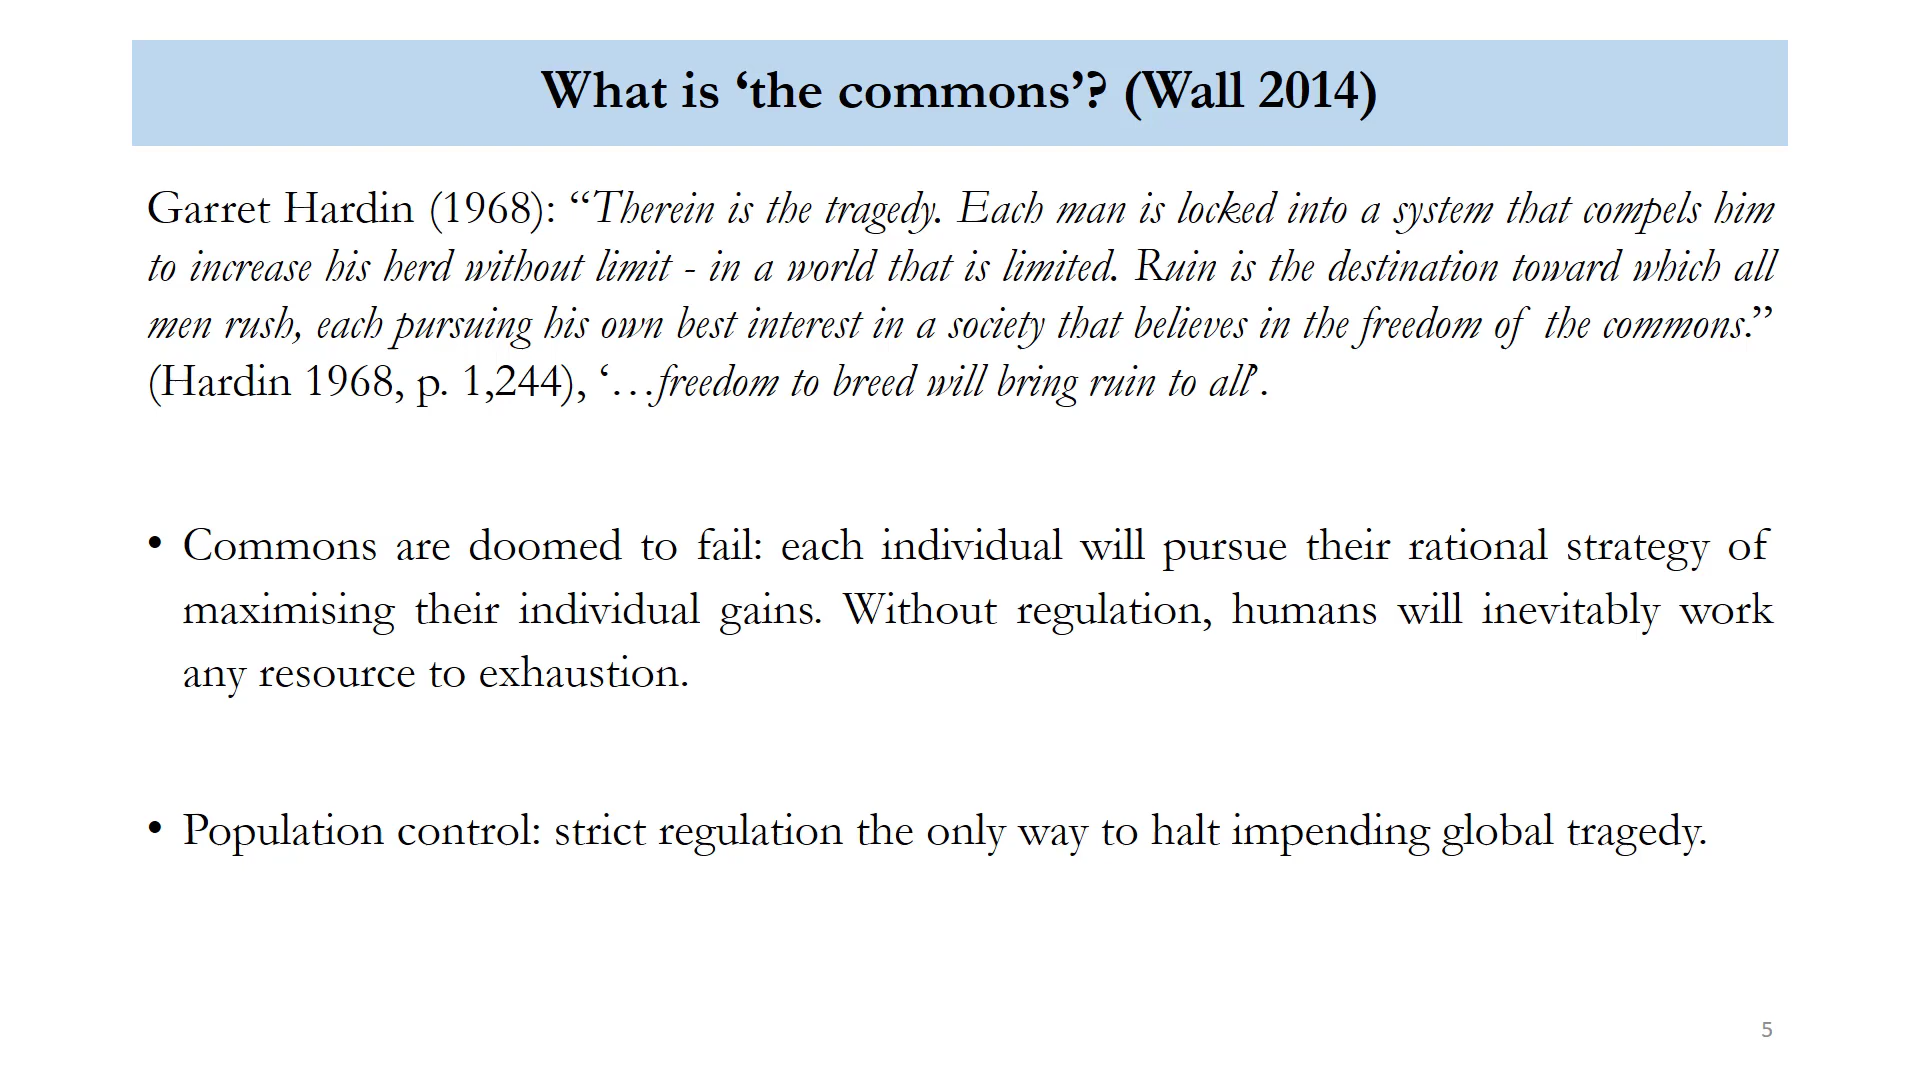 What is ‘the commons’? (Wall 2014)
Garret Hardin (1968): “Therein is the tragedy. Each man is locked into a system that compels him
to increase his herd without limit - in a world that is limited. Ruin is the destination toward which all
men rush, each pursuing his own best interest in a society that believes in the freedom of the commons.”
(Hardin 1968, p. 1,244), ‘…freedom to breed will bring ruin to all’.
• Commons are doomed to fail: each individual will pursue their rational strategy of
maximising their individual gains. Without regulation, humans will inevitably work
any resource to exhaustion.
• Population control: strict regulation the only way to halt impending global tragedy.
5